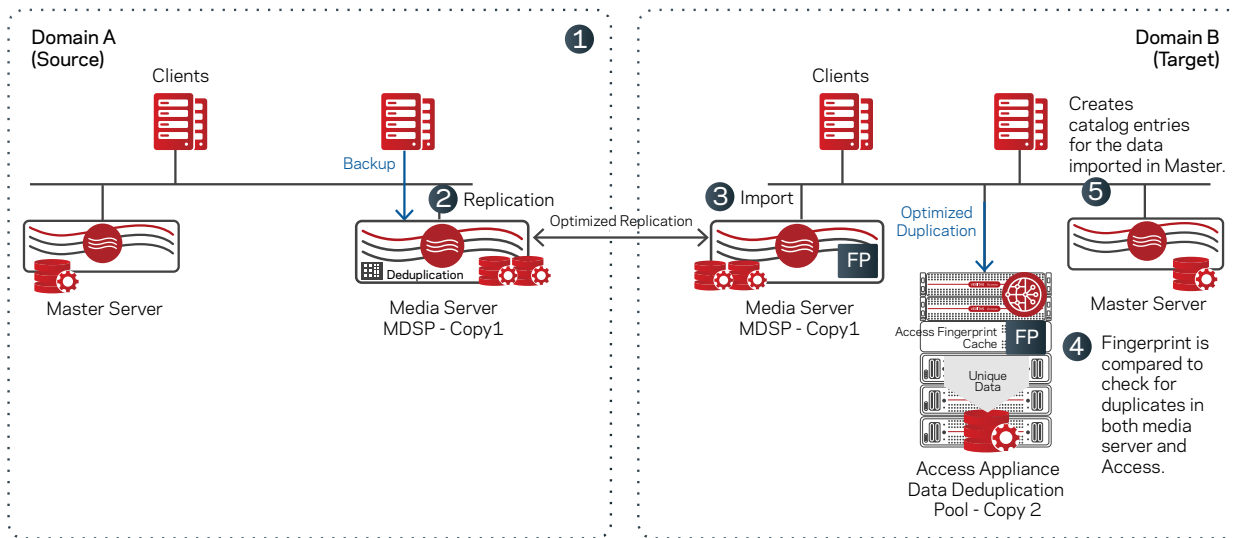 Domain A
(Source)
1
Clients
Backup
2 Replication
Deduplication
Master Server
Media Server
MDSP - Copy1
Optimized Replication
Domain B
(Target)
Clients
Creates
catalog entries
for the data
imported in Master.
3 Import
5
Optimized
Duplication
FP
Media Server
MDSP - Copy1
Master Server
Access Fingerprint
Cache
FP
Unique
Data
4 Fingerprint is
compared to
check for
duplicates in
both media
server and
Access.
Access Appliance
Data Deduplication
Pool - Copy 2